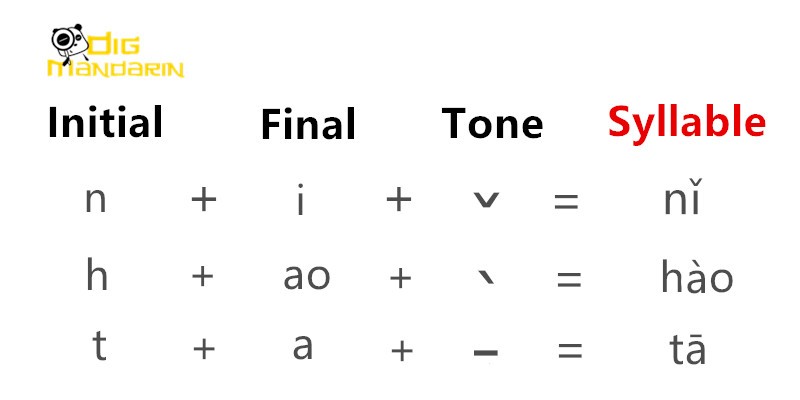 DIG
MANDARIN
Initial Final Tone Syllable
n + i + ˇ = nǐ
h + ao + ˋ = hào
t + a + ˉ = tā